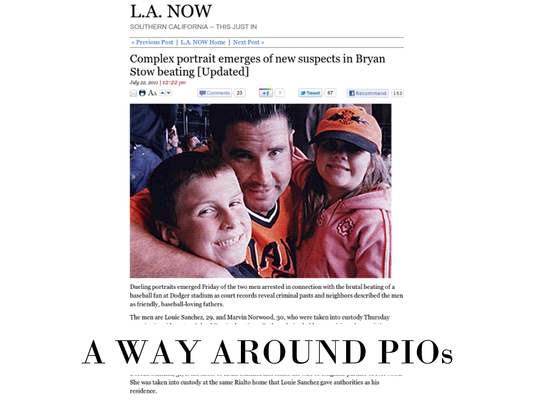 L.A. NOW
SOUTHERN CALIFORNIA -- THIS JUST IN
« Previous Post | L.A. NOW Home | Next Post »
Complex portrait emerges of new suspects in Bryan
Stow beating [Updated]
July 22, 2011 | 12:22 pm
Comments 23
1
Tweet 67
Recommend 153
Dueling portraits emerged Friday of the two men arrested in connection with the brutal beating of a
baseball fan at Dodger stadium as court records reveal criminal pasts and neighbors described the men
as friendly, baseball-loving fathers.
The men are Louie Sanchez, 29, and Marvin Norwood, 30, who were taken into custody Thursday
A WAY AROUND PIOs
She was taken into custody at the same Rialto home that Louie Sanchez gave authorities as his
residence.